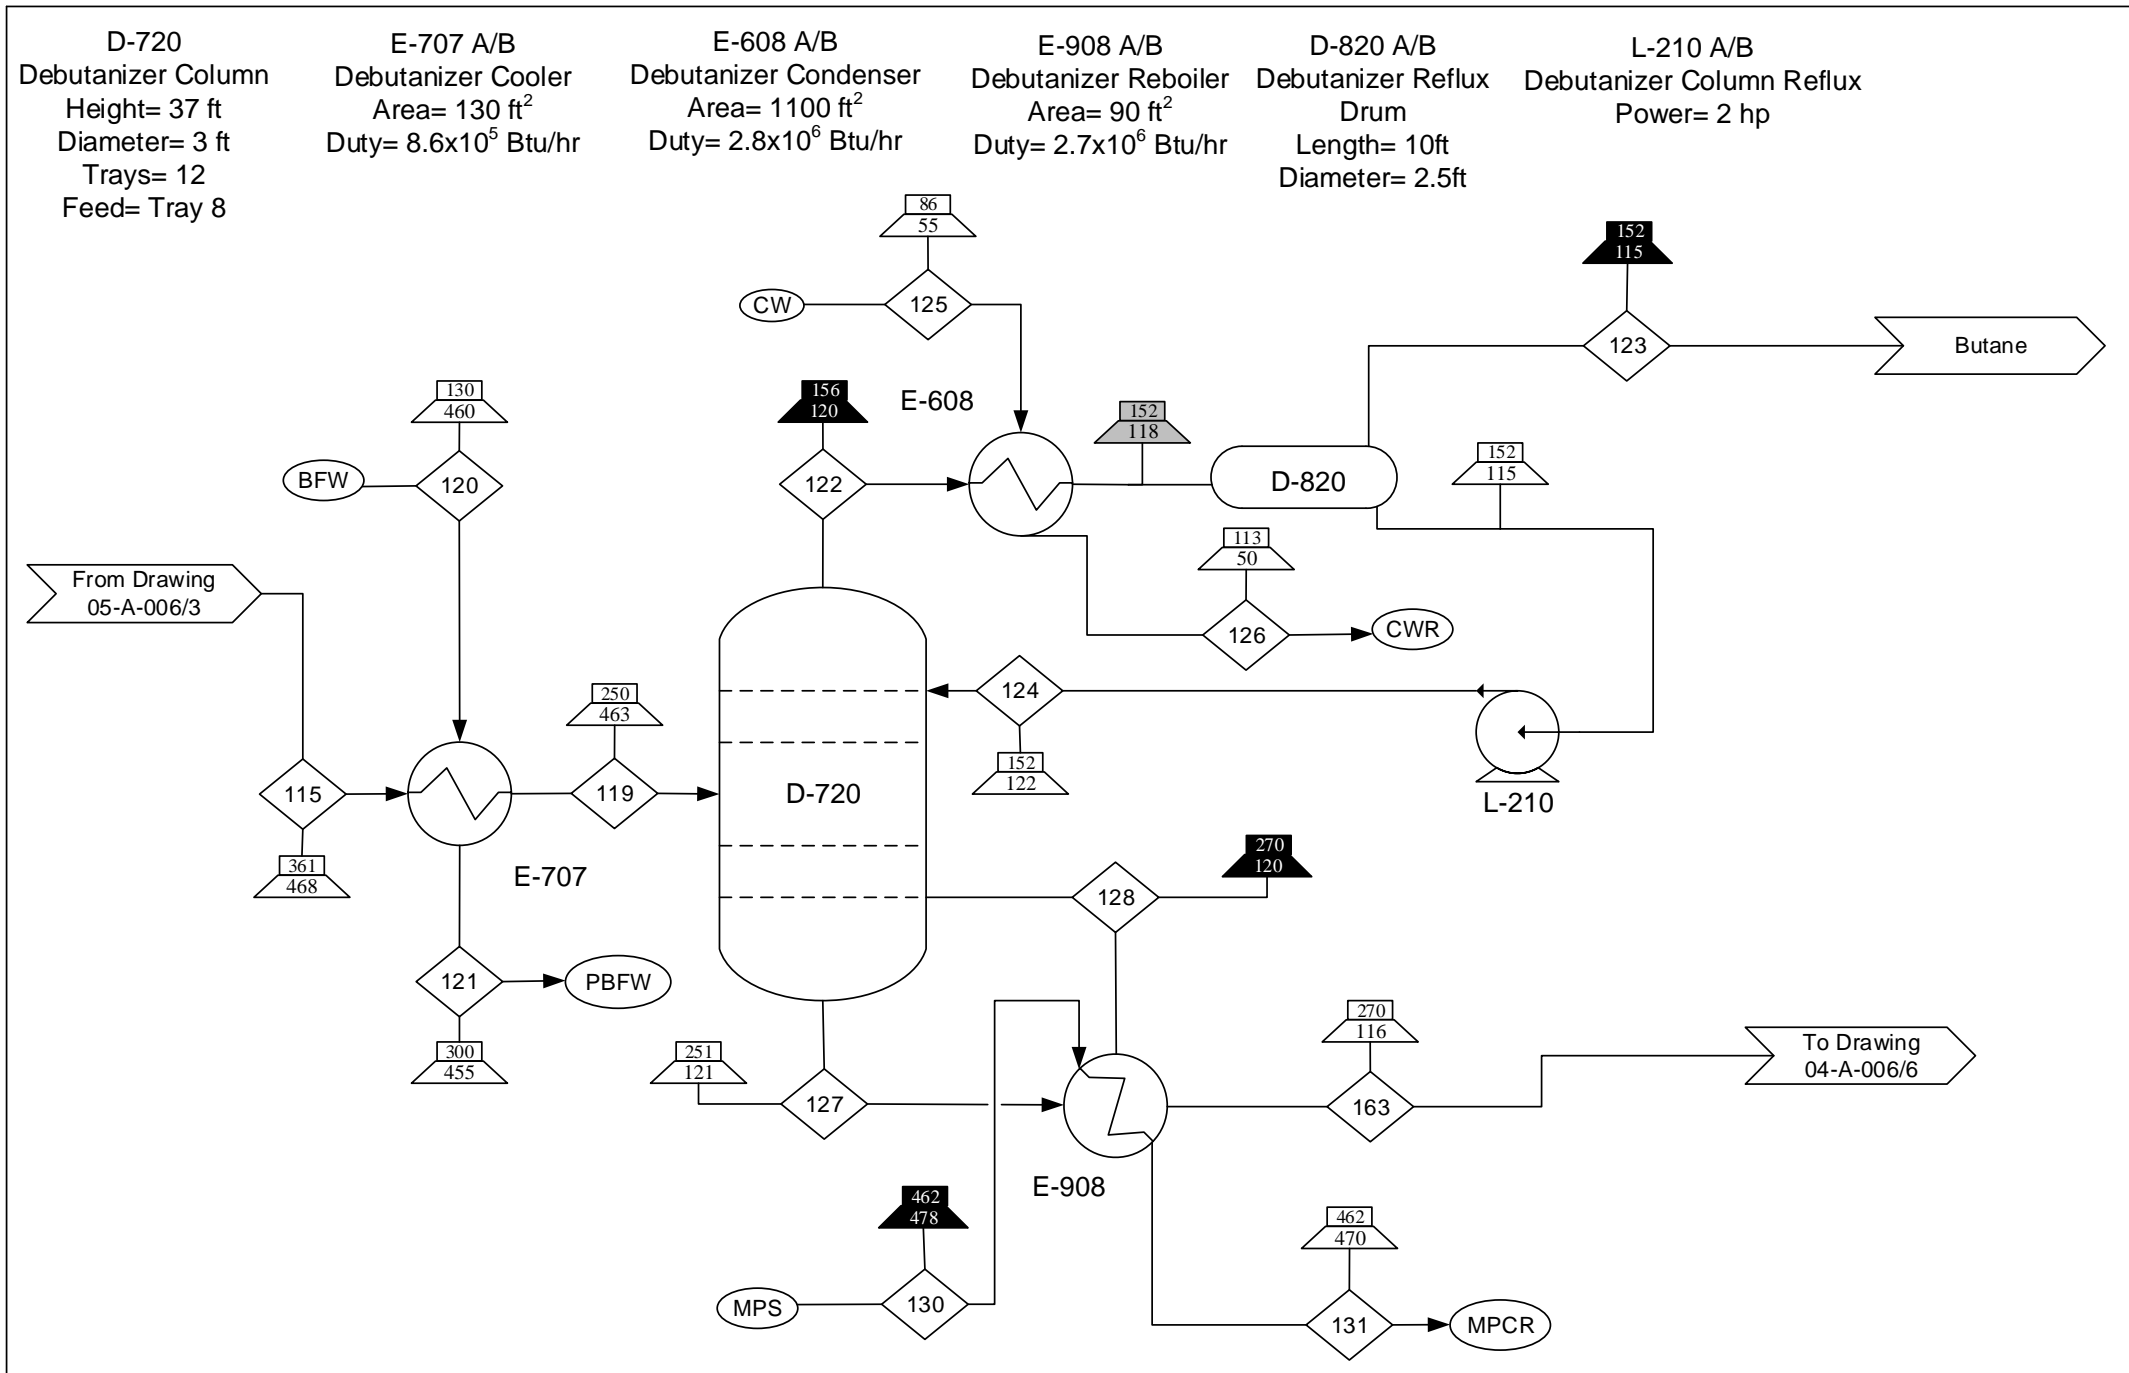 D-720
Debutanizer Column
Height= 37 ft
Diameter= 3 ft
Trays= 12
Feed= Tray 8
E-707 A/B
Debutanizer Cooler
Area= 130 ft²
Duty= 8.6x10⁵ Btu/hr
E-608 A/B
Debutanizer Condenser
Area= 1100 ft²
Duty= 2.8x10⁶ Btu/hr
E-908 A/B
Debutanizer Reboiler
Area= 90 ft²
Duty= 2.7x10⁶ Btu/hr
D-820 A/B
Debutanizer Reflux
Drum
Length= 10ft
Diameter= 2.5ft
L-210 A/B
Debutanizer Column Reflux
Power= 2 hp
86
55
CW
125
152
115
123
Butane
130
460
BFW
120
156
120
122
E-608
152
118
D-820
152
115
113
50
126
CWR
From Drawing
05-A-006/3
250
463
124
152
122
115
361
468
119
D-720
L-210
E-707
270
120
128
121
PBFW
300
455
251
121
127
270
116
163
To Drawing
04-A-006/6
E-908
462
478
MPS
130
462
470
131
MPCR